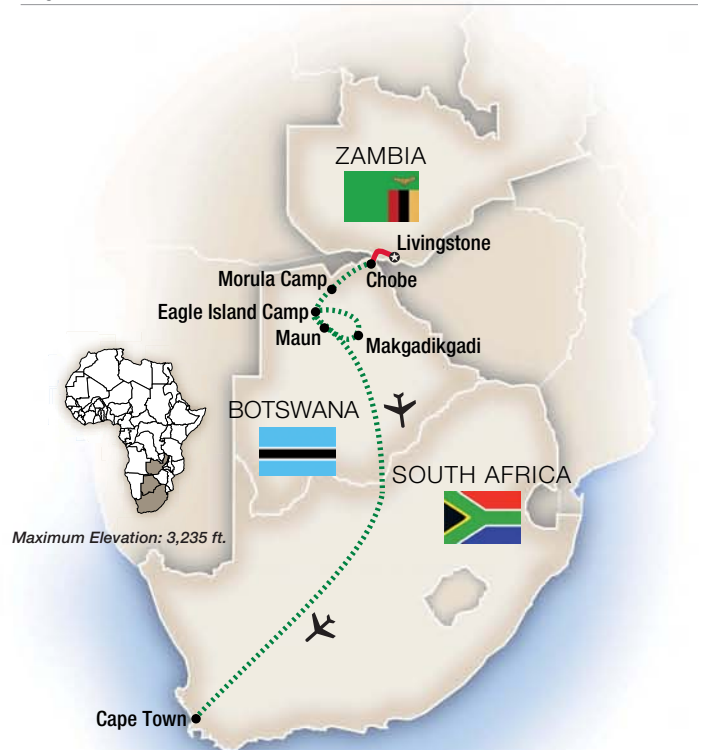 ZAMBIA
Livingstone
Chobe
Morula Camp
Eagle Island Camp
Maun
Makgadikgadi
BOTSWANA
SOUTH AFRICA
Maximum Elevation: 3,235 ft.
Cape Town